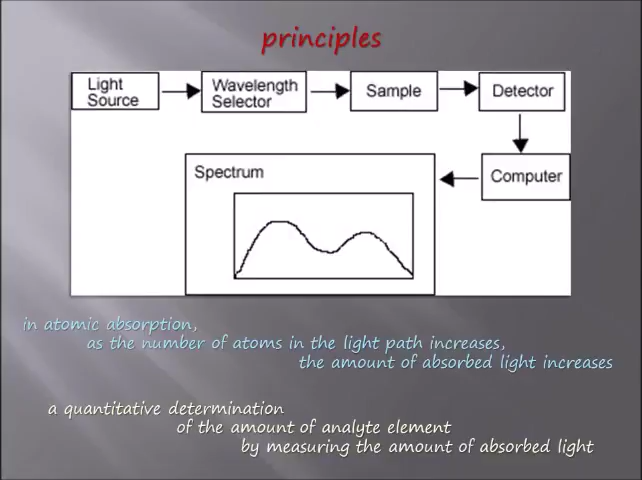 principles
Light
Source
Wavelength
Selector
Sample
Detector
Computer
Spectrum
in atomic absorption,
as the number of atoms in the light path increases,
the amount of absorbed light increases
a quantitative determination
of the amount of analyte element
by measuring the amount of absorbed light